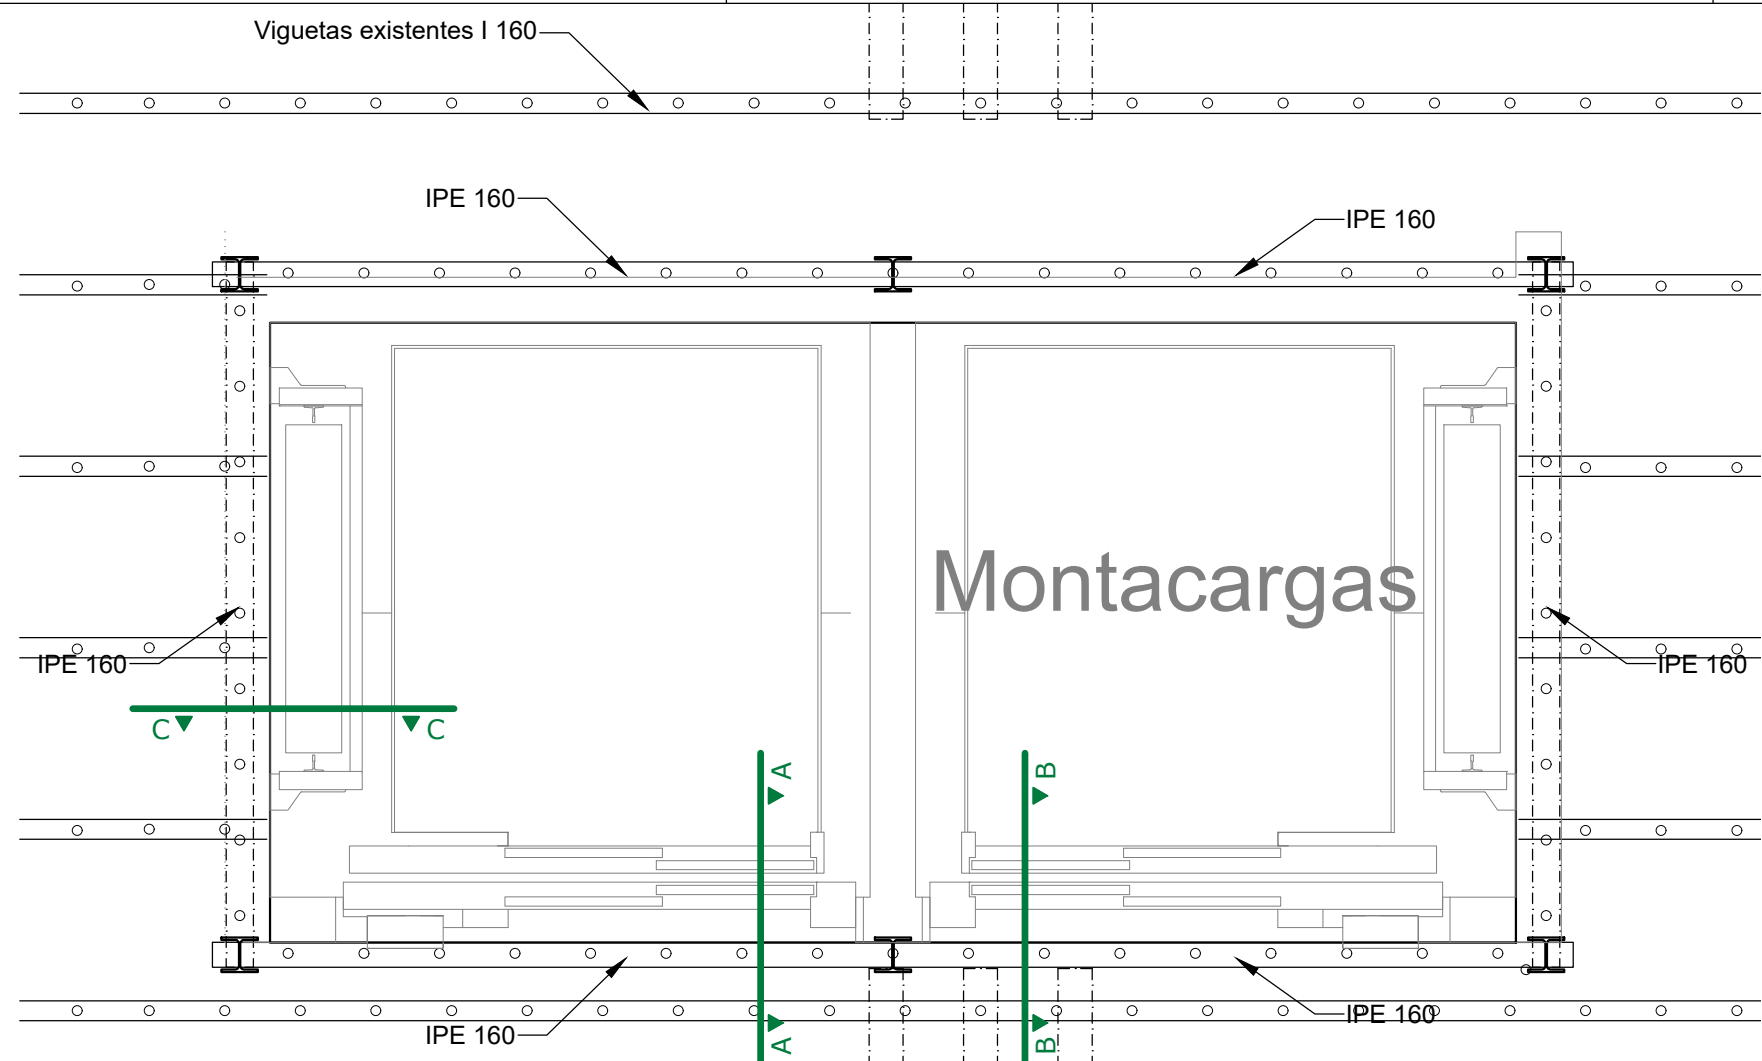 Viguetas existentes I 160
IPE 160
IPE 160
Montacargas
IPE 160
IPE 160
C
C
A
B
IPE 160
IPE 160
A
B